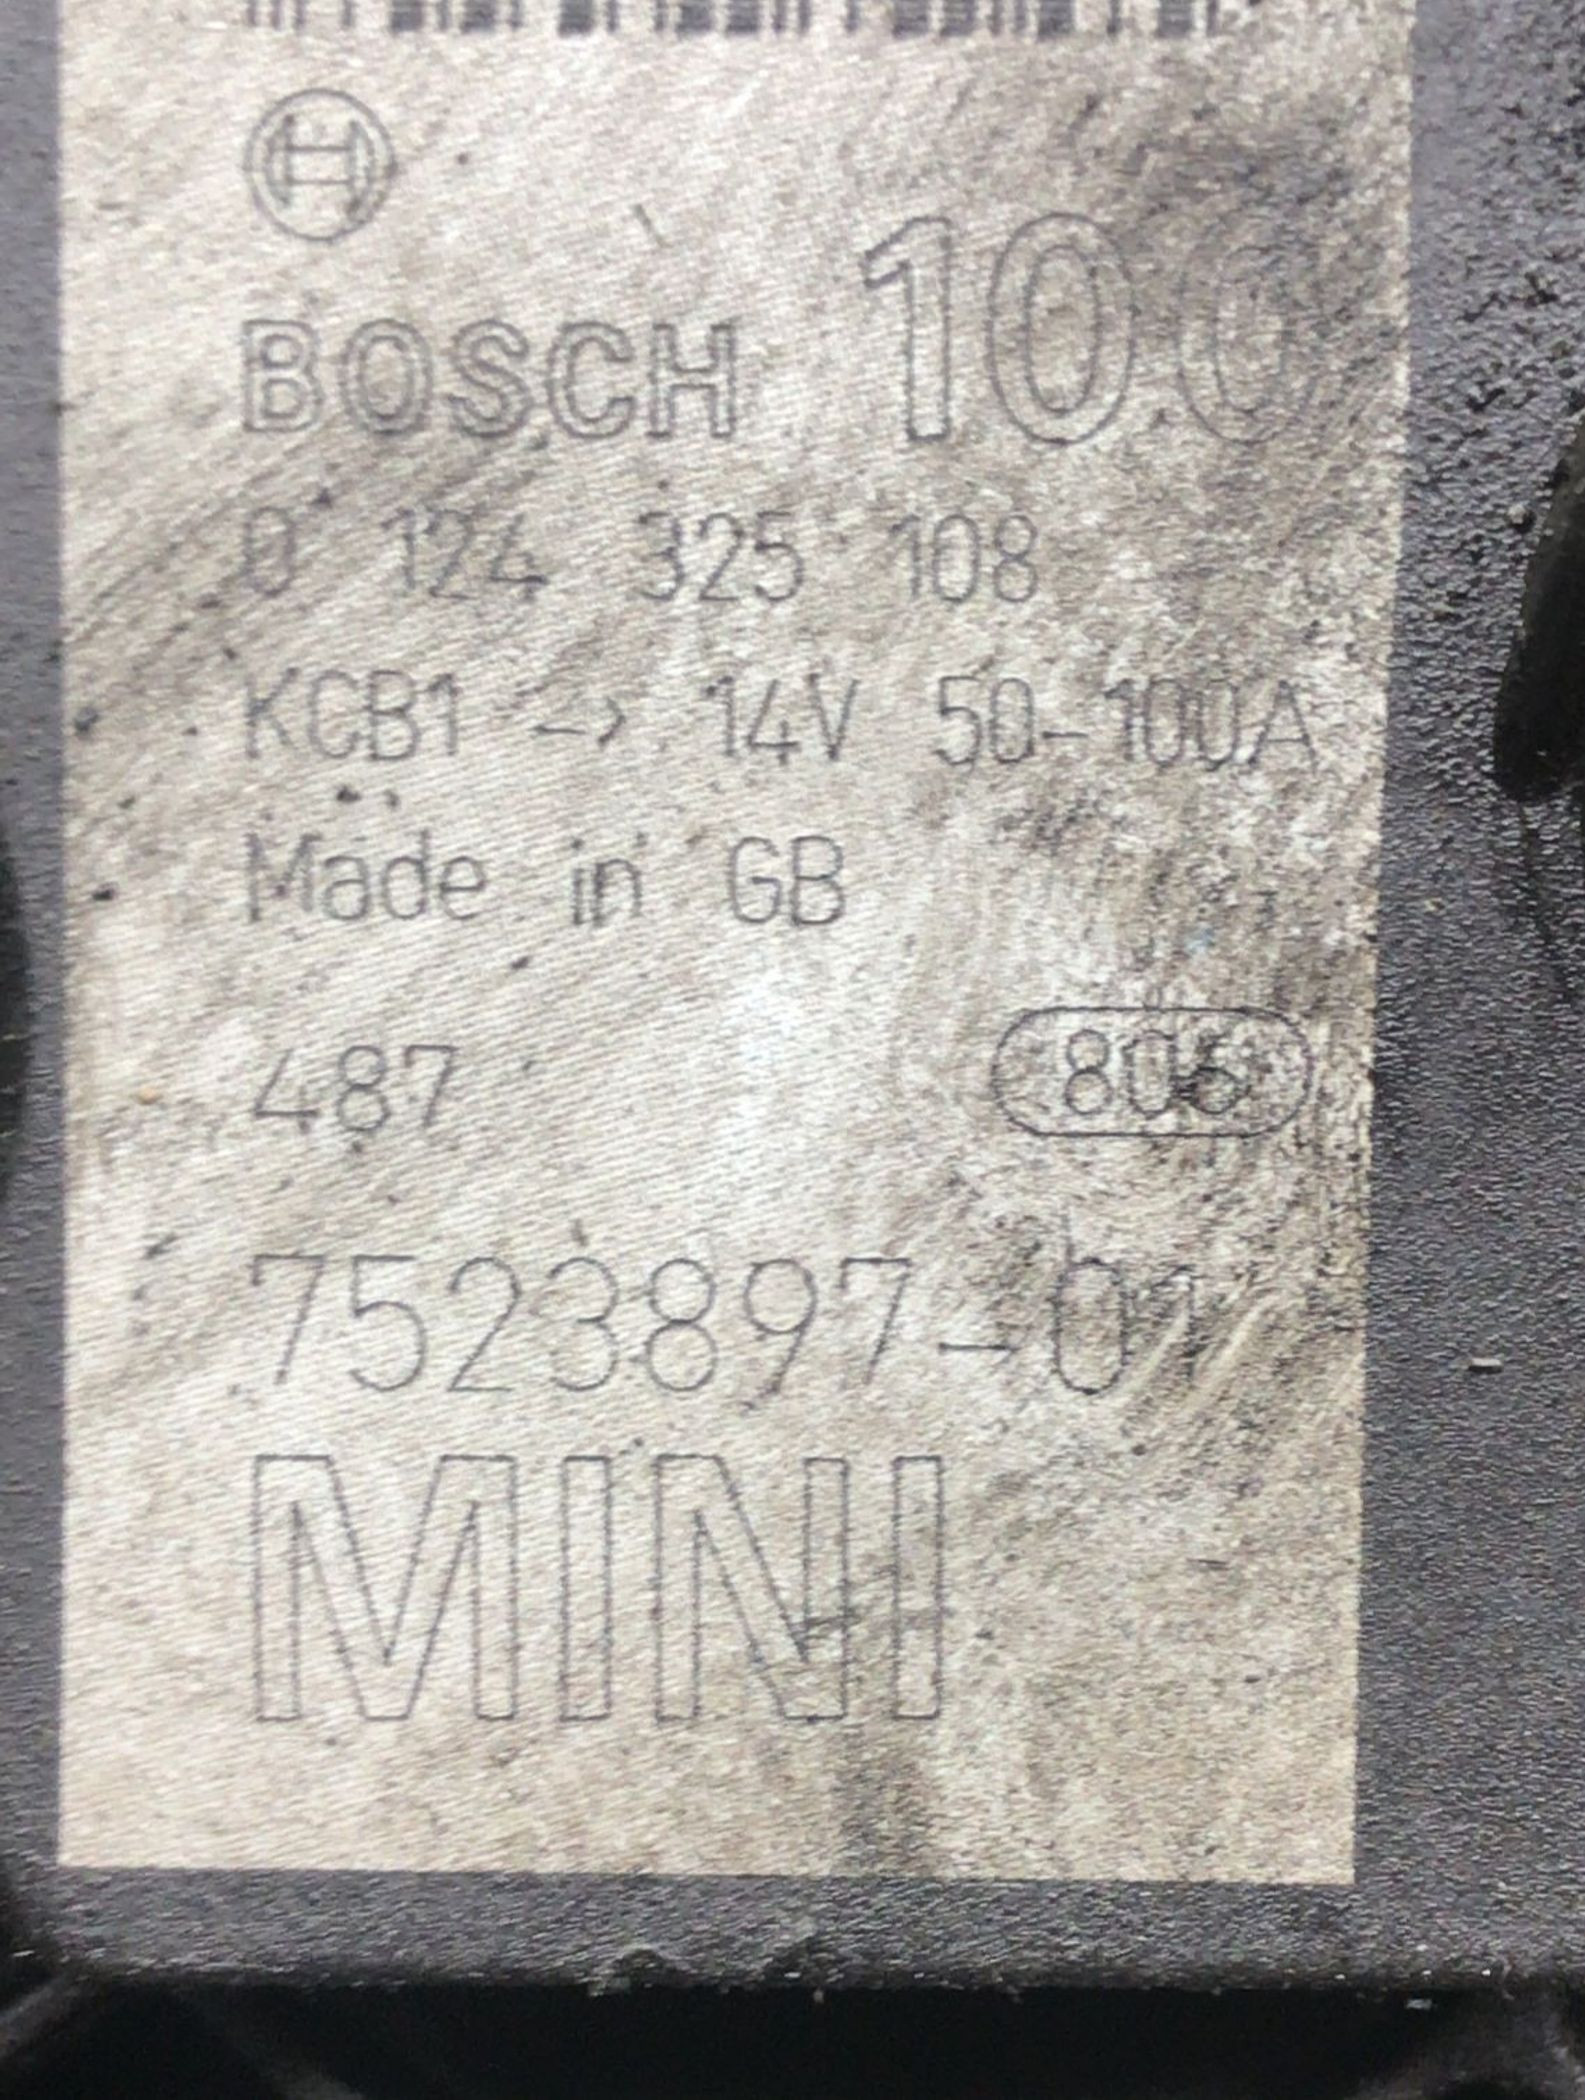 BOSCH 100
0 124 325 108
KCB1 -> 14V 50-100A
Made in GB
487 806
7523897-01
MINI